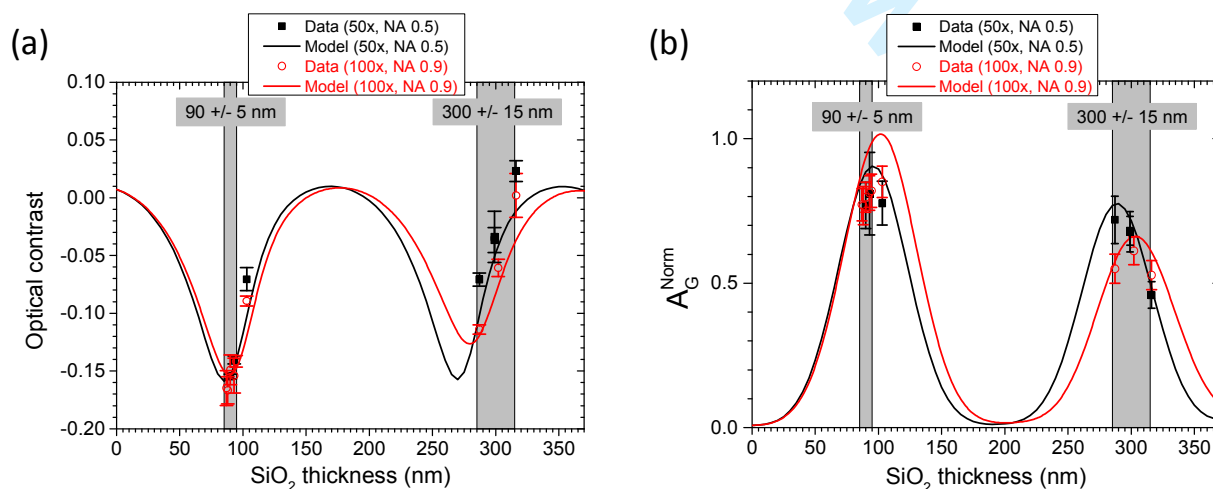 (a)
Data (50x, NA 0.5)
Model (50x, NA 0.5)
Data (100x, NA 0.9)
Model (100x, NA 0.9)
90 +/- 5 nm
300 +/- 15 nm
0.10
0.05
0.00
-0.05
-0.10
-0.15
-0.20
Optical contrast
0 50 100 150 200 250 300 350
SiO2 thickness (nm)
(b)
Data (50x, NA 0.5)
Model (50x, NA 0.5)
Data (100x, NA 0.9)
Model (100x, NA 0.9)
90 +/- 5 nm
300 +/- 15 nm
1.0
0.5
0.0
A_G^Norm
0 50 100 150 200 250 300 350
SiO2 thickness (nm)